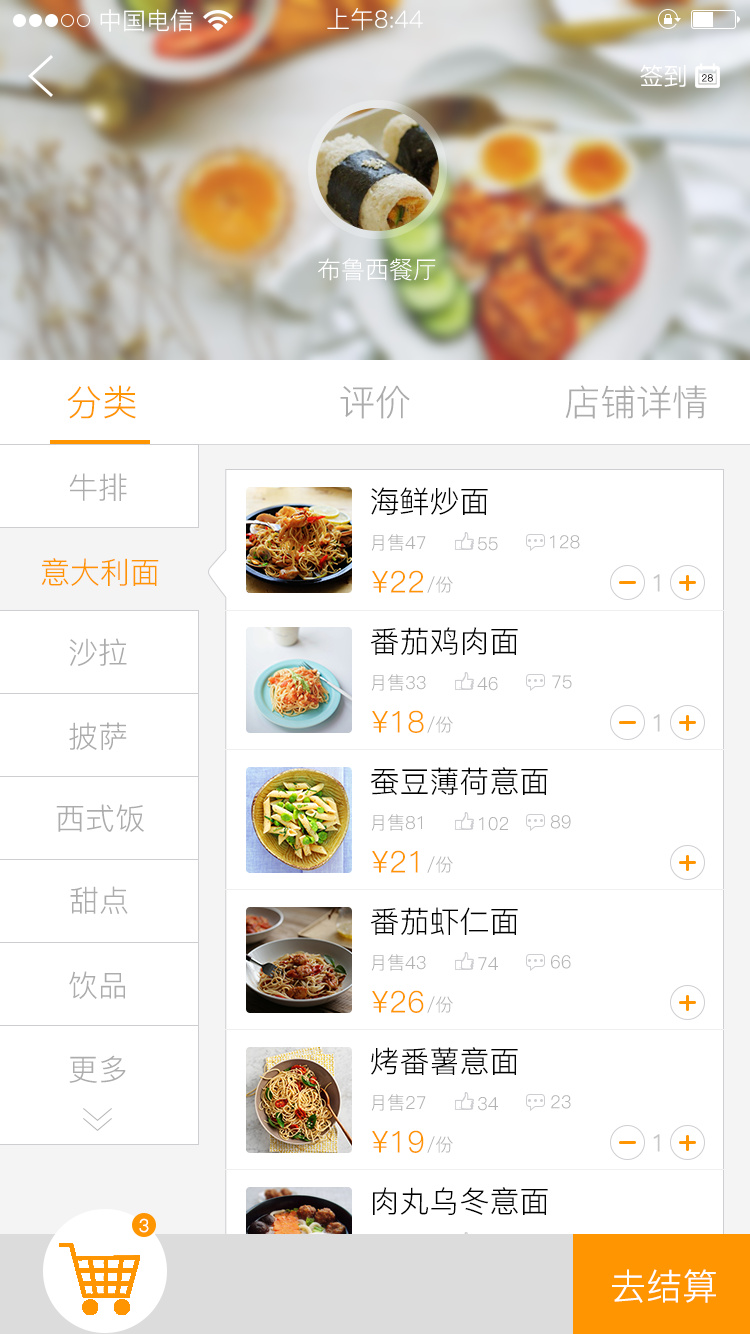 中国电信 上午8:44
签到 28
布鲁西餐厅
分类 评价 店铺详情
牛排
意大利面
沙拉
披萨
西式饭
甜点
饮品
更多
海鲜炒面
月售47 55 128
¥22/份 1
番茄鸡肉面
月售33 46 75
¥18/份 1
蚕豆薄荷意面
月售81 102 89
¥21/份
番茄虾仁面
月售43 74 66
¥26/份
烤番薯意面
月售27 34 23
¥19/份 1
肉丸乌冬意面
3
去结算